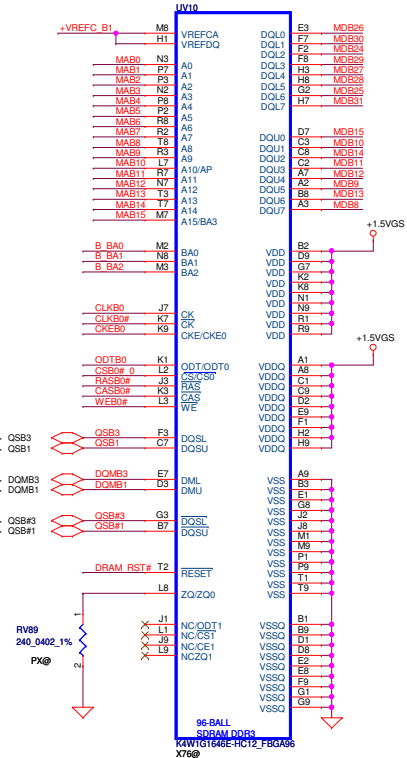 UV10
+VREFC_B1 M8 VREFCA E3 DQL0 MDB26
H1 VREFDQ F7 DQL1 MDB30
F2 DQL2 MDB24
MAB0 N3 A0 F8 DQL3 MDB29
MAB1 P7 A1 H3 DQL4 MDB27
MAB2 P3 A2 H8 DQL5 MDB28
MAB3 N2 A3 G2 DQL6 MDB25
MAB4 P8 A4 H7 DQL7 MDB31
MAB5 P2 A5
MAB6 R8 A6
MAB7 R2 A7 D7 DQU0 MDB15
MAB8 T8 A8 C3 DQU1 MDB10
MAB9 R3 A9 C8 DQU2 MDB14
MAB10 L7 A10/AP C2 DQU3 MDB11
MAB11 R7 A11 A7 DQU4 MDB12
MAB12 N7 A12 A2 DQU5 MDB9
MAB13 T3 A13 B8 DQU6 MDB13
MAB14 T7 A14 A3 DQU7 MDB8
MAB15 M7 A15/BA3
+1.5VGS
B_BA0 M2 BA0 B2 VDD
B_BA1 N8 BA1 D9 VDD
B_BA2 M3 BA2 G7 VDD
K2 VDD
K8 VDD
N1 VDD
CLKB0 J7 CK N9 VDD
CLKB0# K7 CK R1 VDD
CKEB0 K9 CKE/CKE0 R9 VDD
+1.5VGS
ODTB0 K1 ODT/ODT0 A1 VDDQ
CSB0#_0 L2 CS/CS0 A8 VDDQ
RASB0# J3 RAS C1 VDDQ
CASB0# K3 CAS C9 VDDQ
WEB0# L3 WE D2 VDDQ
E9 VDDQ
F1 VDDQ
QSB3 QSB3 F3 DQSL H2 VDDQ
QSB1 QSB1 C7 DQSU H9 VDDQ
DQMB3 DQMB3 E7 DML A9 VSS
DQMB1 DQMB1 D3 DMU B3 VSS
E1 VSS
G8 VSS
QSB#3 QSB#3 G3 DQSL J2 VSS
QSB#1 QSB#1 B7 DQSU J8 VSS
M1 VSS
M9 VSS
P1 VSS
DRAM_RST# T2 RESET P9 VSS
T1 VSS
L8 ZQ/ZQ0 T9 VSS
1
RV89
240_0402_1%
PX@
2
J1 NC/ODT1 B1 VSSQ
L1 NC/CS1 B9 VSSQ
J9 NC/CE1 D1 VSSQ
L9 NCZQ1 D8 VSSQ
E2 VSSQ
E8 VSSQ
F9 VSSQ
G1 VSSQ
G9 VSSQ
96-BALL
SDRAM DDR3
K4W1G1646E-HC12_FBGA96
X76@